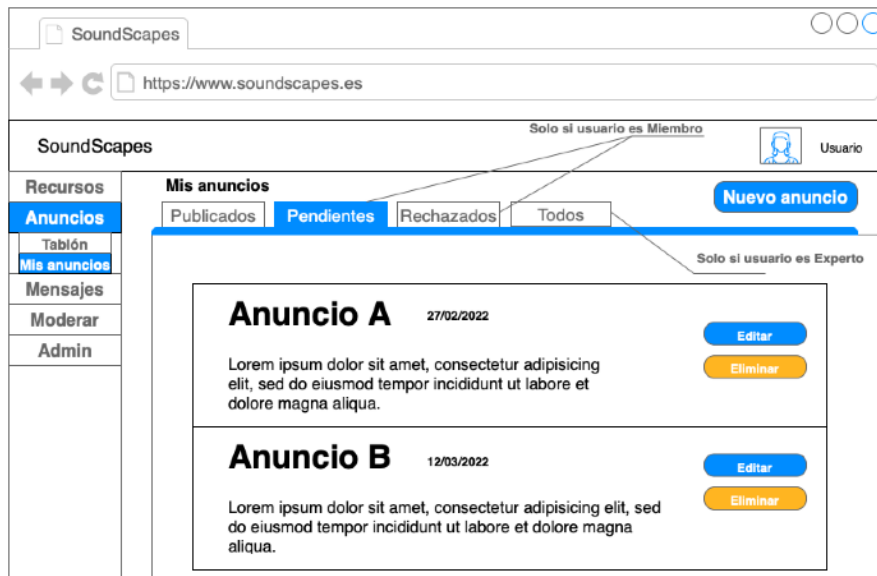 SoundScapes
https://www.soundscapes.es
Solo si usuario es Miembro
SoundScapes
Usuario
Recursos
Anuncios
Tablón
Mis anuncios
Mensajes
Moderar
Admin
Mis anuncios
Nuevo anuncio
Publicados Pendientes Rechazados Todos
Solo si usuario es Experto
Anuncio A 27/02/2022
Editar
Eliminar
Lorem ipsum dolor sit amet, consectetur adipisicing
elit, sed do eiusmod tempor incididunt ut labore et
dolore magna aliqua.
Anuncio B 12/03/2022
Editar
Eliminar
Lorem ipsum dolor sit amet, consectetur adipisicing elit, sed
do eiusmod tempor incididunt ut labore et dolore magna
aliqua.